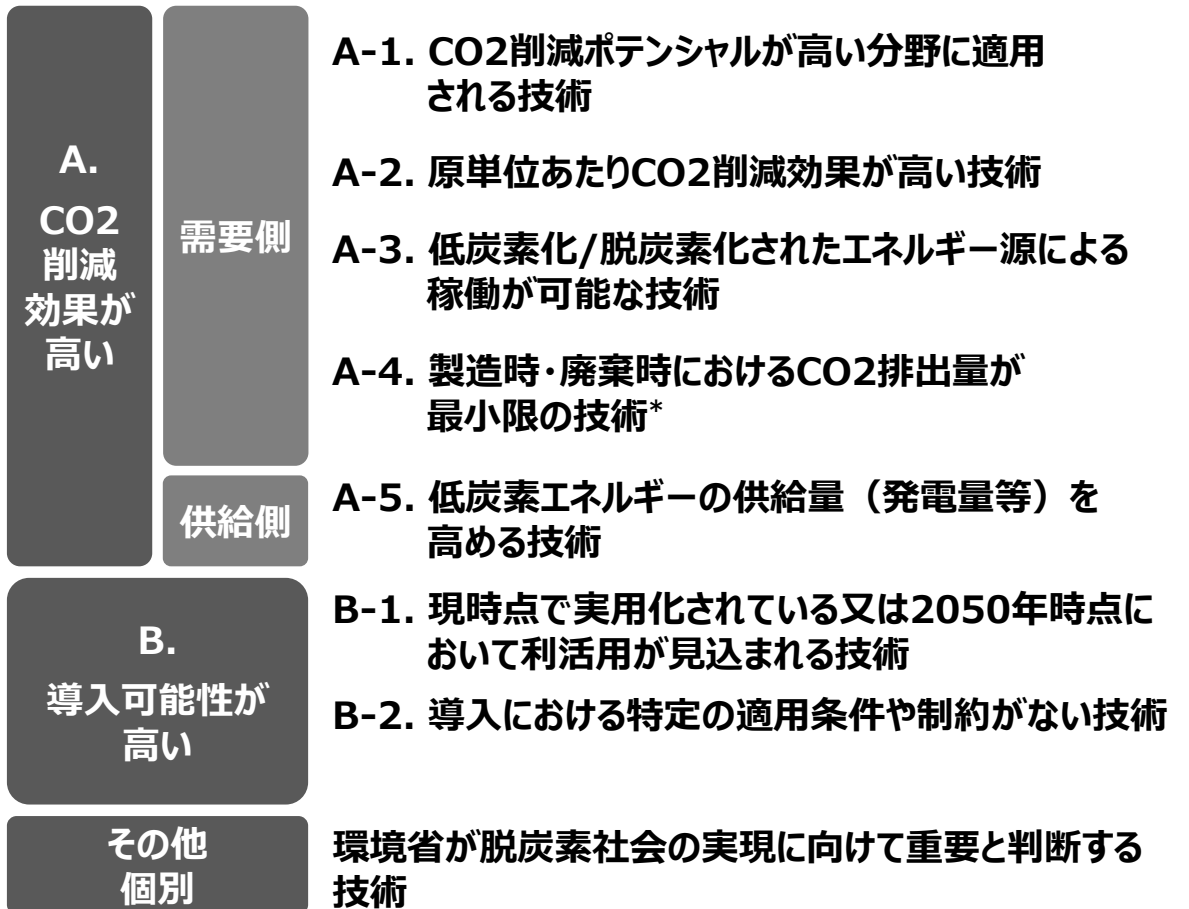 A.
CO2
削減
効果が
高い
需要側
A-1. CO2削減ポテンシャルが高い分野に適用
される技術
A-2. 原単位あたりCO2削減効果が高い技術
A-3. 低炭素化/脱炭素化されたエネルギー源による
稼働が可能な技術
A-4. 製造時・廃棄時におけるCO2排出量が
最小限の技術*
供給側
A-5. 低炭素エネルギーの供給量（発電量等）を
高める技術
B.
導入可能性が
高い
B-1. 現時点で実用化されている又は2050年時点に
おいて利活用が見込まれる技術
B-2. 導入における特定の適用条件や制約がない技術
その他
個別
環境省が脱炭素社会の実現に向けて重要と判断する
技術